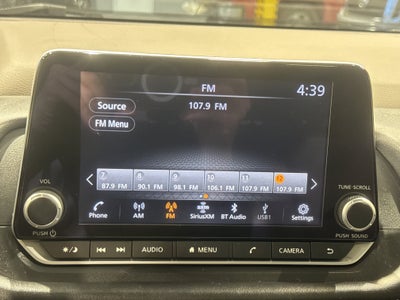 FM
4:39
Source
107.9 FM
FM Menu
7 8 9 10 11 12
87.9 FM 90.1 FM 98.1 FM 106.1 FM 107.9 FM 107.9 FM
VOL
TUNE·SCROLL
Phone AM FM SiriusXM BT Audio USB1 Settings
PUSH
PUSH SOUND
AUDIO MENU CAMERA